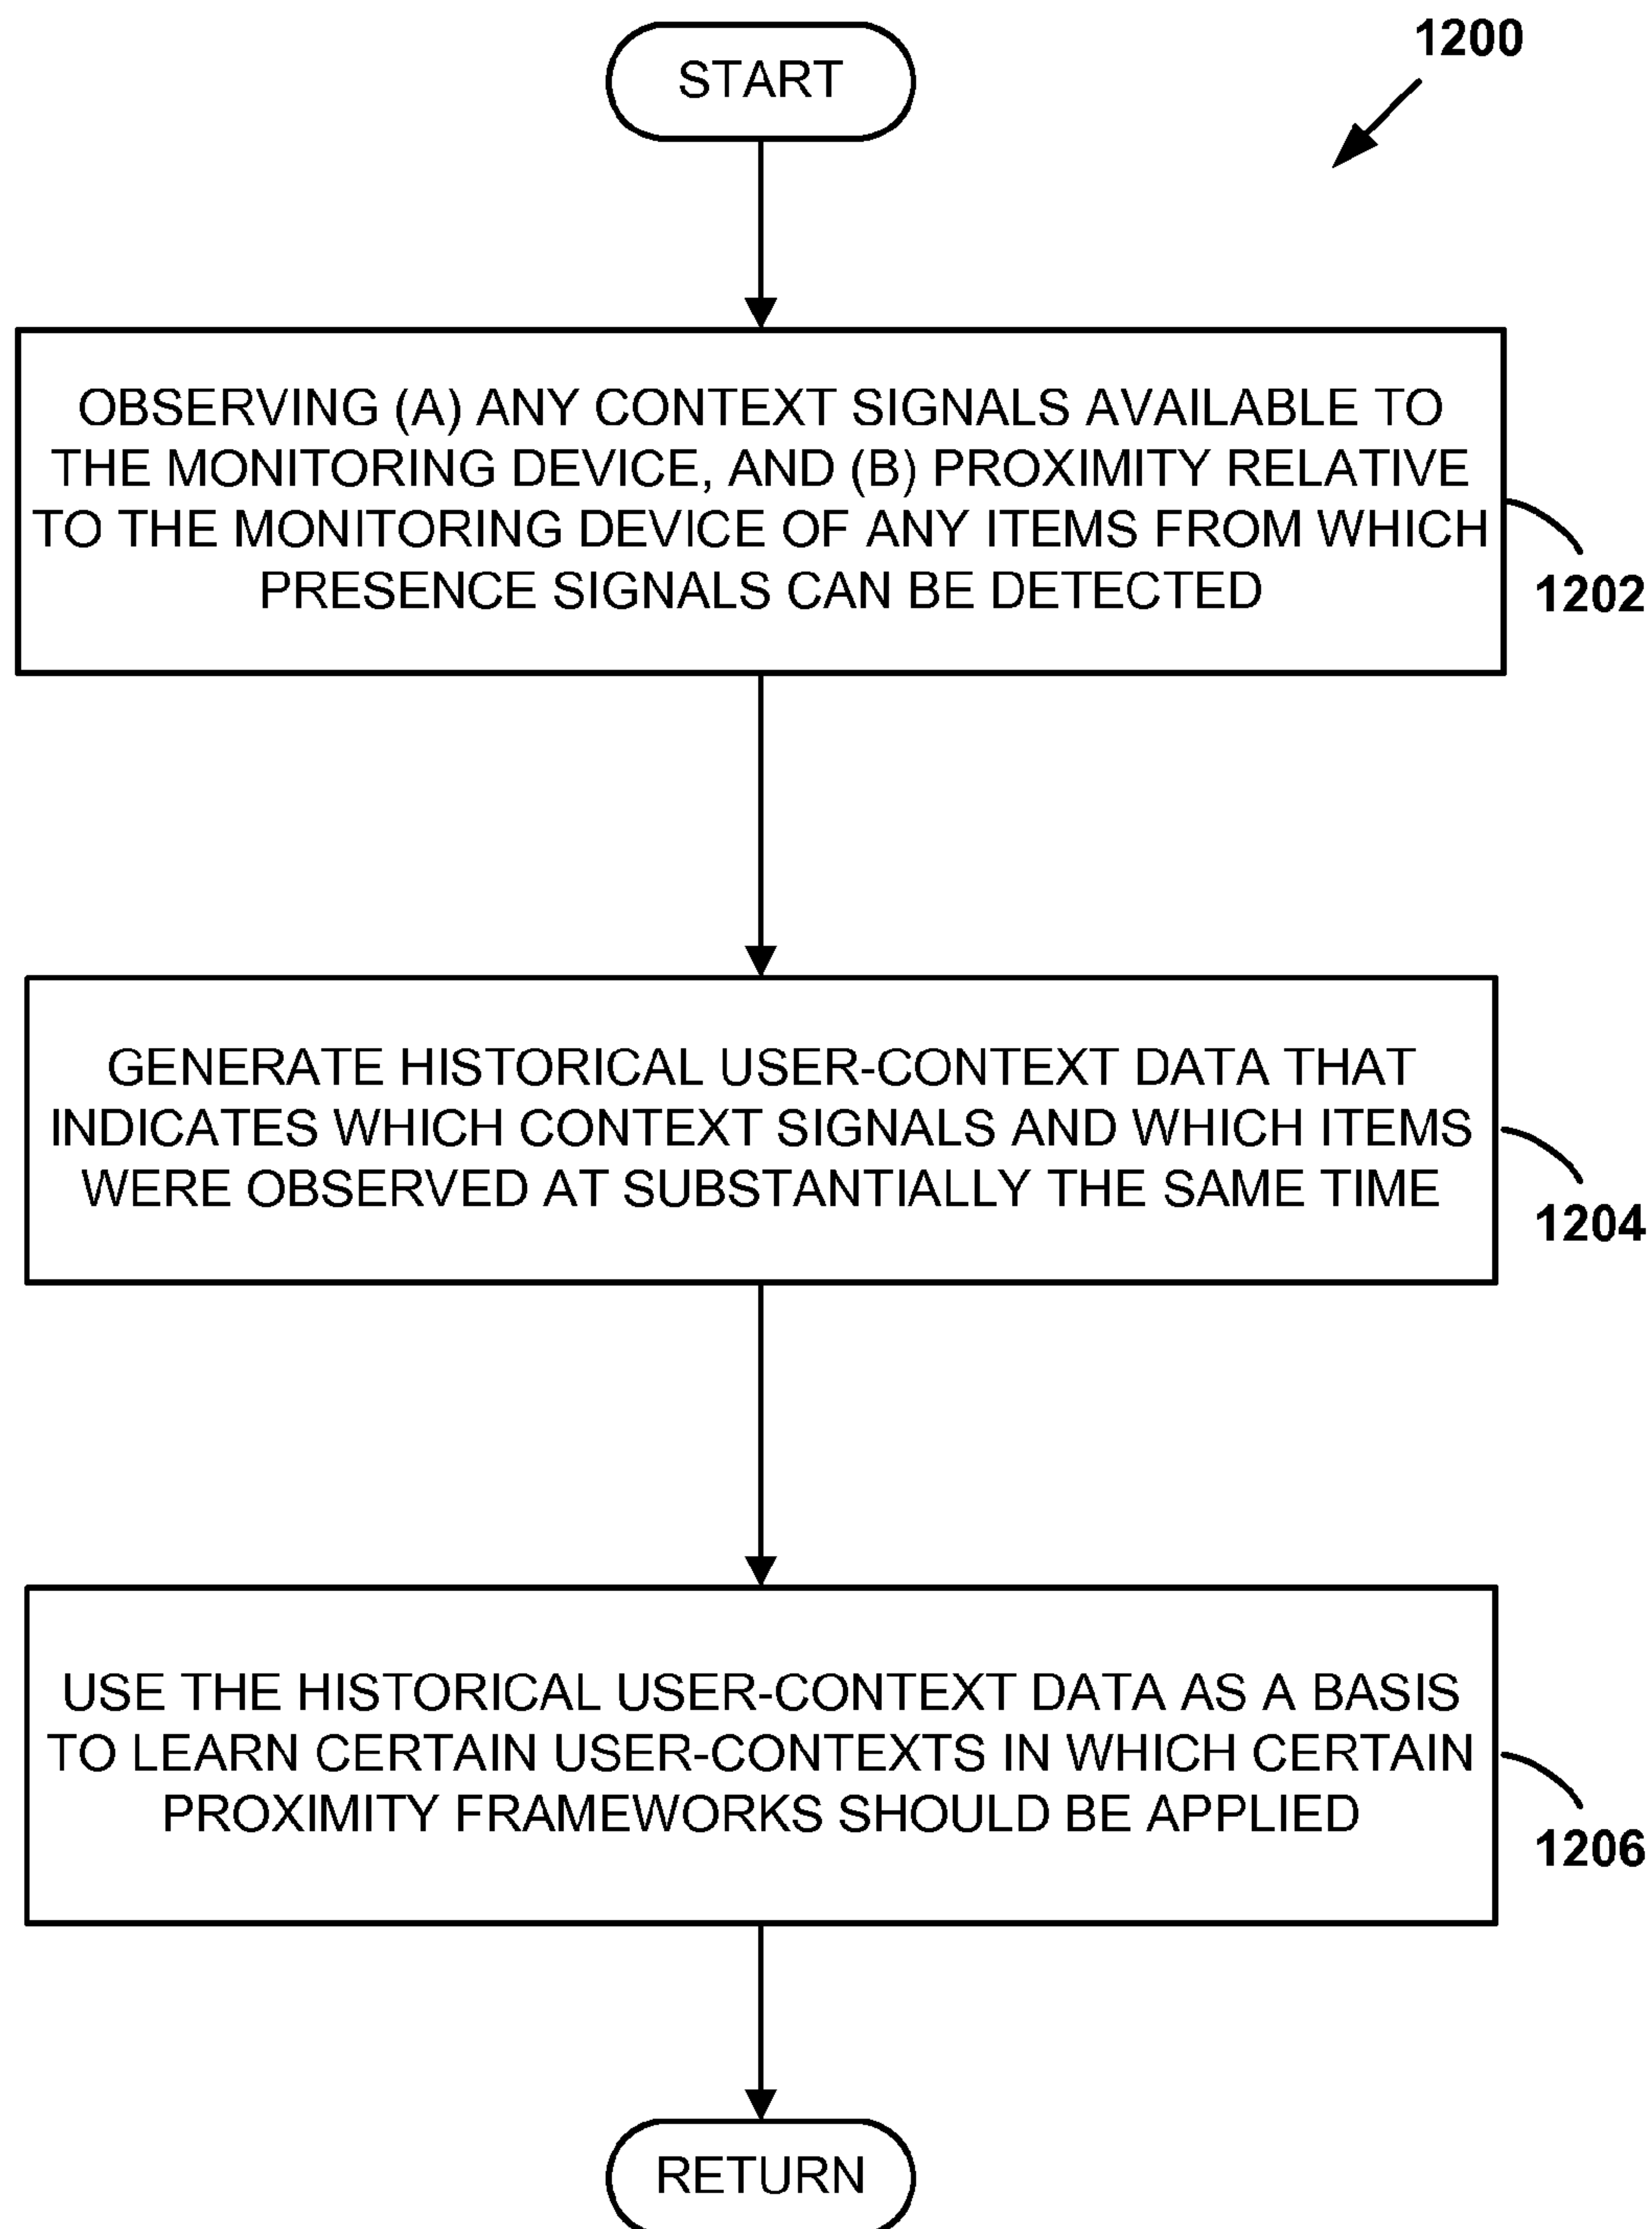 1200
START
OBSERVING (A) ANY CONTEXT SIGNALS AVAILABLE TO
THE MONITORING DEVICE, AND (B) PROXIMITY RELATIVE
TO THE MONITORING DEVICE OF ANY ITEMS FROM WHICH
PRESENCE SIGNALS CAN BE DETECTED
1202
GENERATE HISTORICAL USER-CONTEXT DATA THAT
INDICATES WHICH CONTEXT SIGNALS AND WHICH ITEMS
WERE OBSERVED AT SUBSTANTIALLY THE SAME TIME
1204
USE THE HISTORICAL USER-CONTEXT DATA AS A BASIS
TO LEARN CERTAIN USER-CONTEXTS IN WHICH CERTAIN
PROXIMITY FRAMEWORKS SHOULD BE APPLIED
1206
RETURN